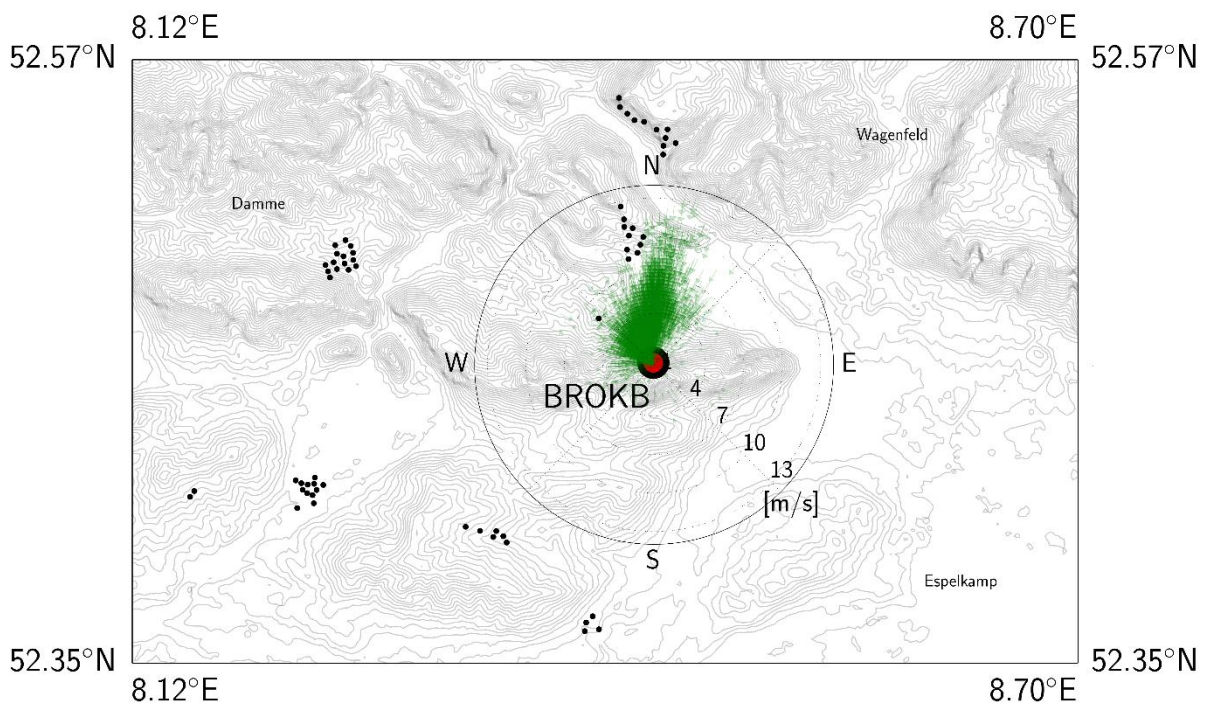 8.12°E 8.70°E
52.57°N 52.57°N
Wagenfeld
N
Damme
W E
4
BROKB
7
10
13
[m/s]
S
Espelkamp
52.35°N 52.35°N
8.12°E 8.70°E